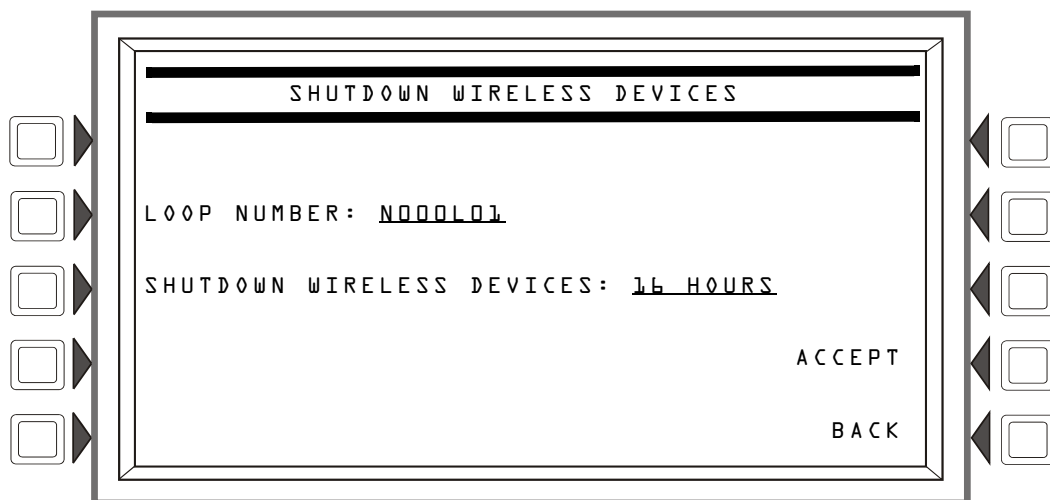 SHUTDOWN WIRELESS DEVICES
LOOP NUMBER: N000L01
SHUTDOWN WIRELESS DEVICES: 16 HOURS
ACCEPT
BACK